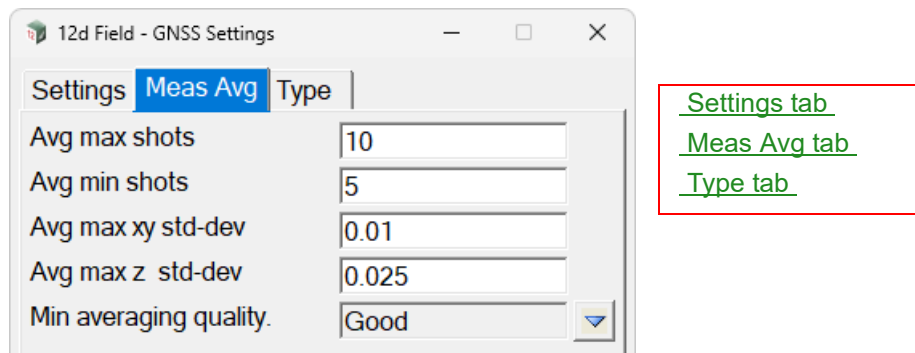 12d Field - GNSS Settings
Settings Meas Avg Type
Avg max shots 10
Avg min shots 5
Avg max xy std-dev 0.01
Avg max z std-dev 0.025
Min averaging quality. Good
Settings tab
Meas Avg tab
Type tab